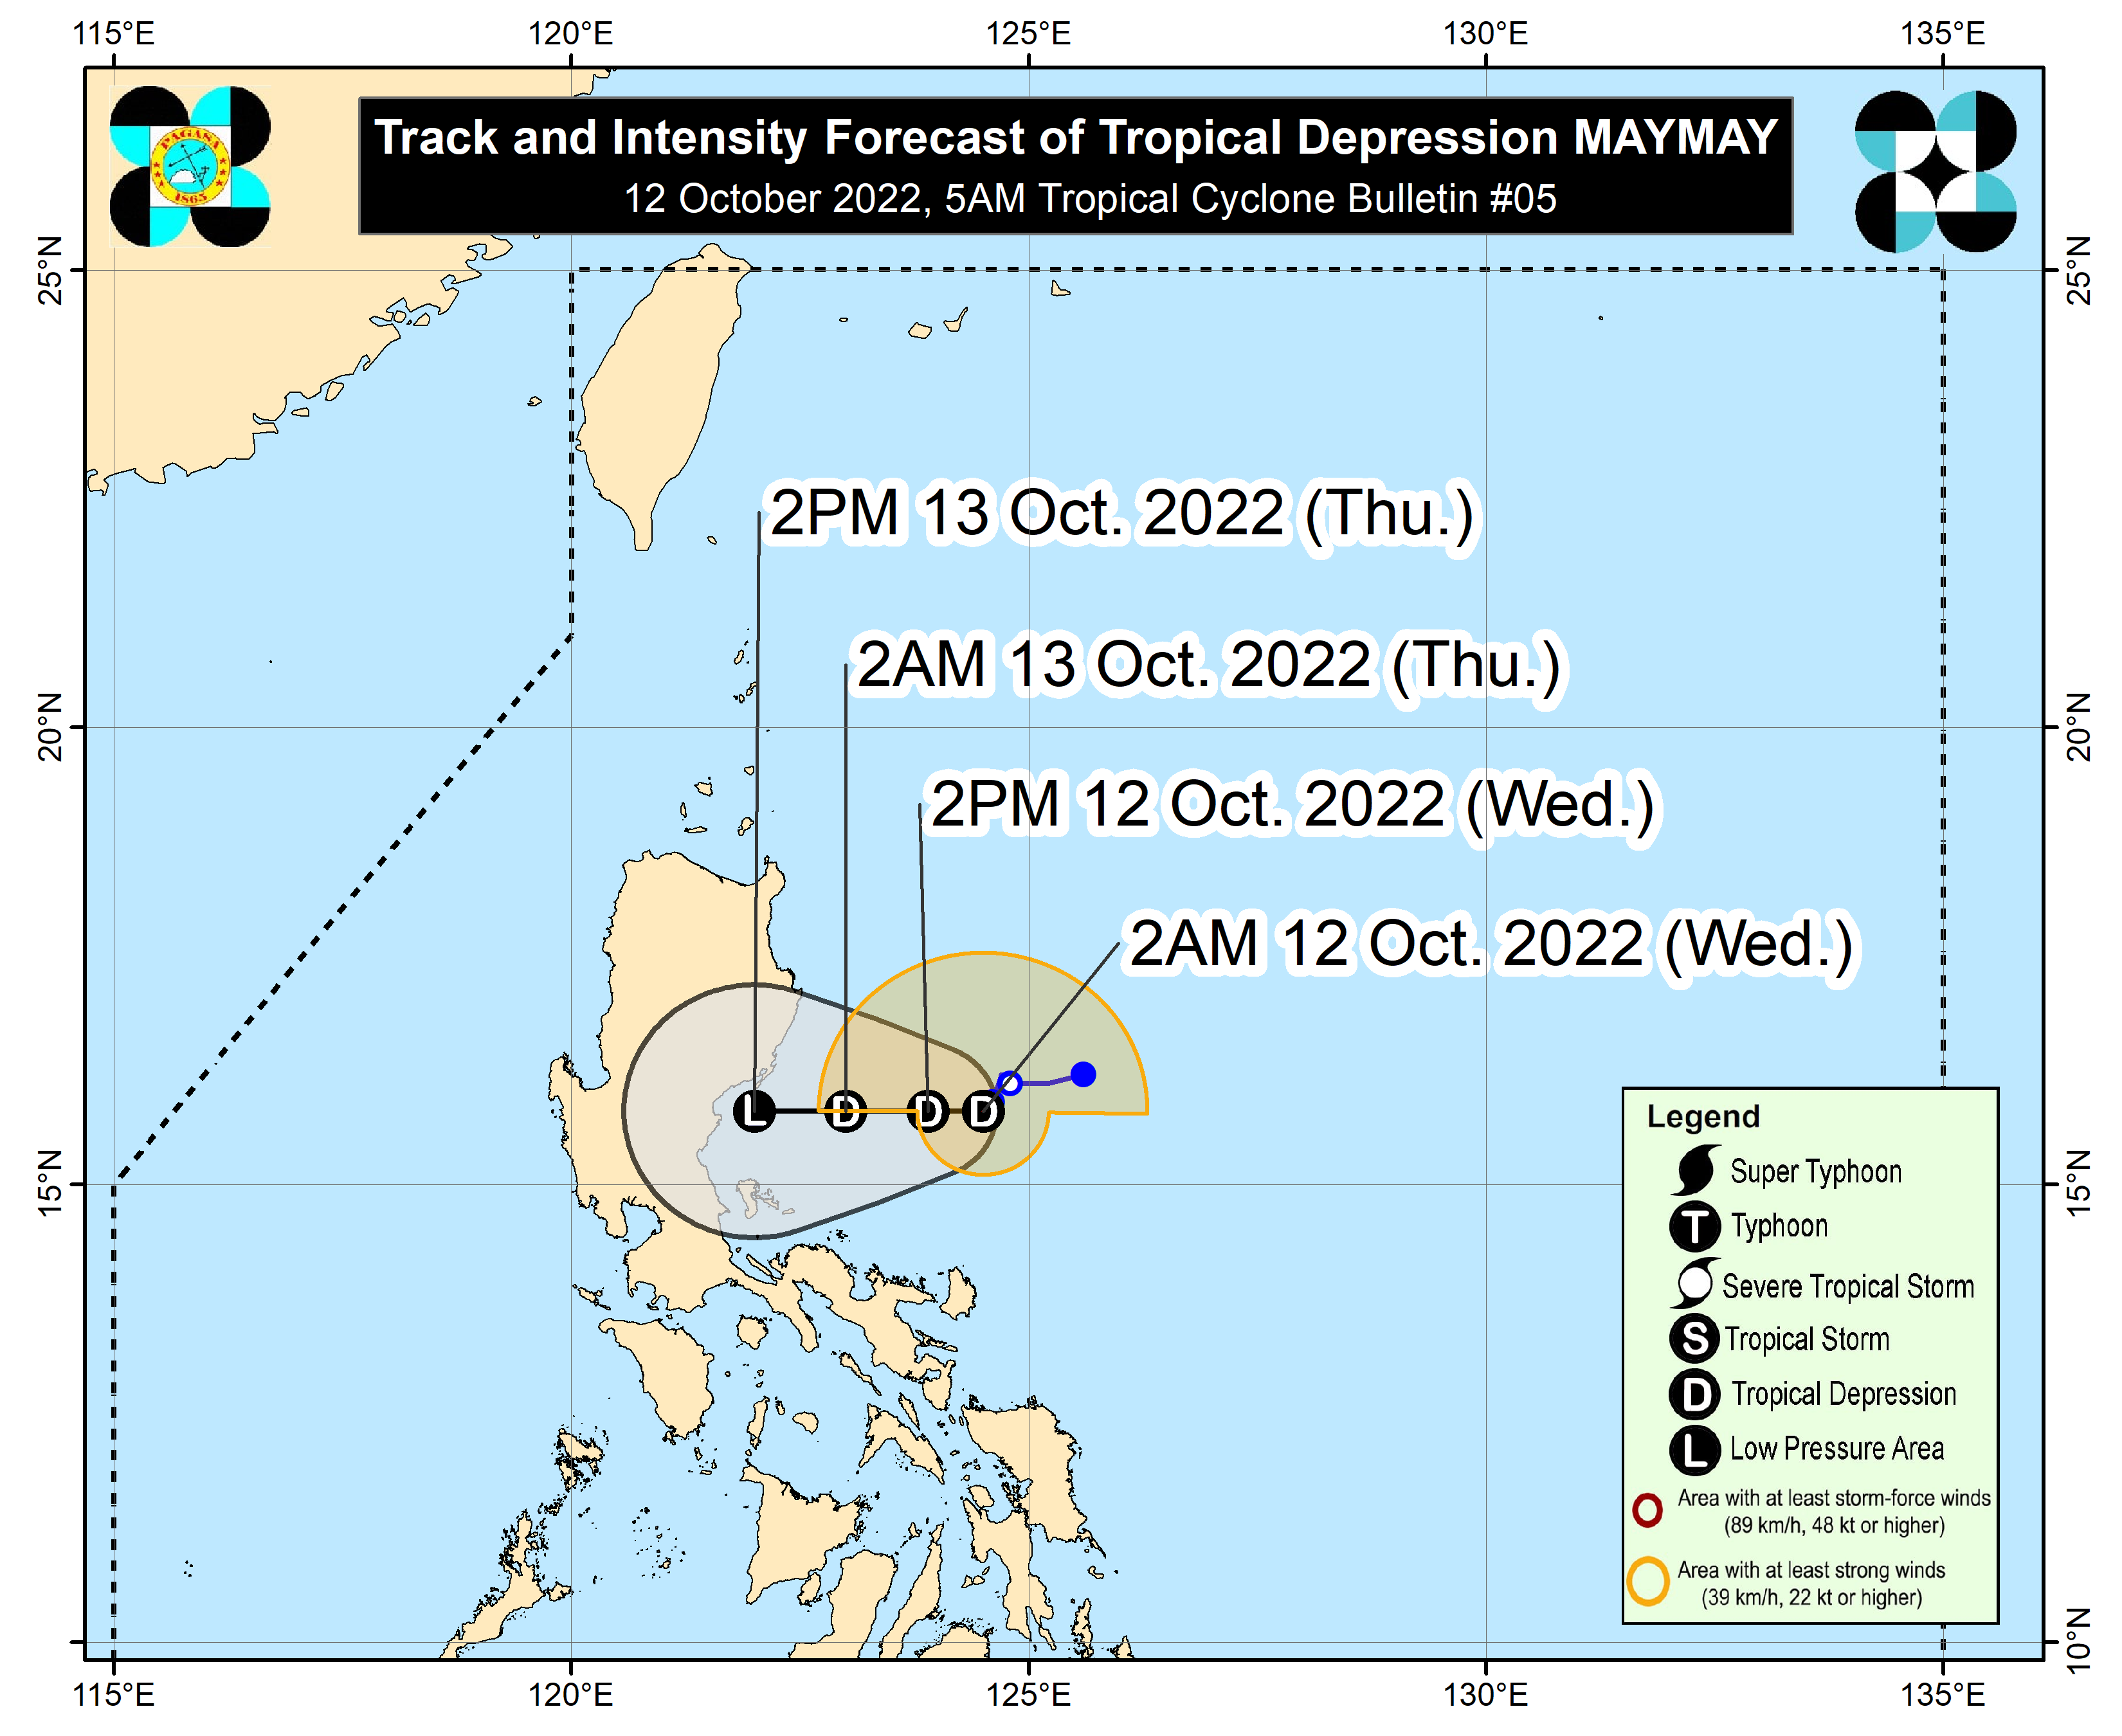 115°E 120°E 125°E 130°E 135°E
PAGASA
1865
Track and Intensity Forecast of Tropical Depression MAYMAY
12 October 2022, 5AM Tropical Cyclone Bulletin #05
25°N 25°N
2PM 13 Oct. 2022 (Thu.)
2AM 13 Oct. 2022 (Thu.)
20°N 20°N
2PM 12 Oct. 2022 (Wed.)
2AM 12 Oct. 2022 (Wed.)
L D D D
15°N 15°N
Legend
Super Typhoon
T Typhoon
Severe Tropical Storm
S Tropical Storm
D Tropical Depression
L Low Pressure Area
Area with at least storm-force winds
(89 km/h, 48 kt or higher)
Area with at least strong winds
(39 km/h, 22 kt or higher)
10°N
115°E 120°E 125°E 130°E 135°E